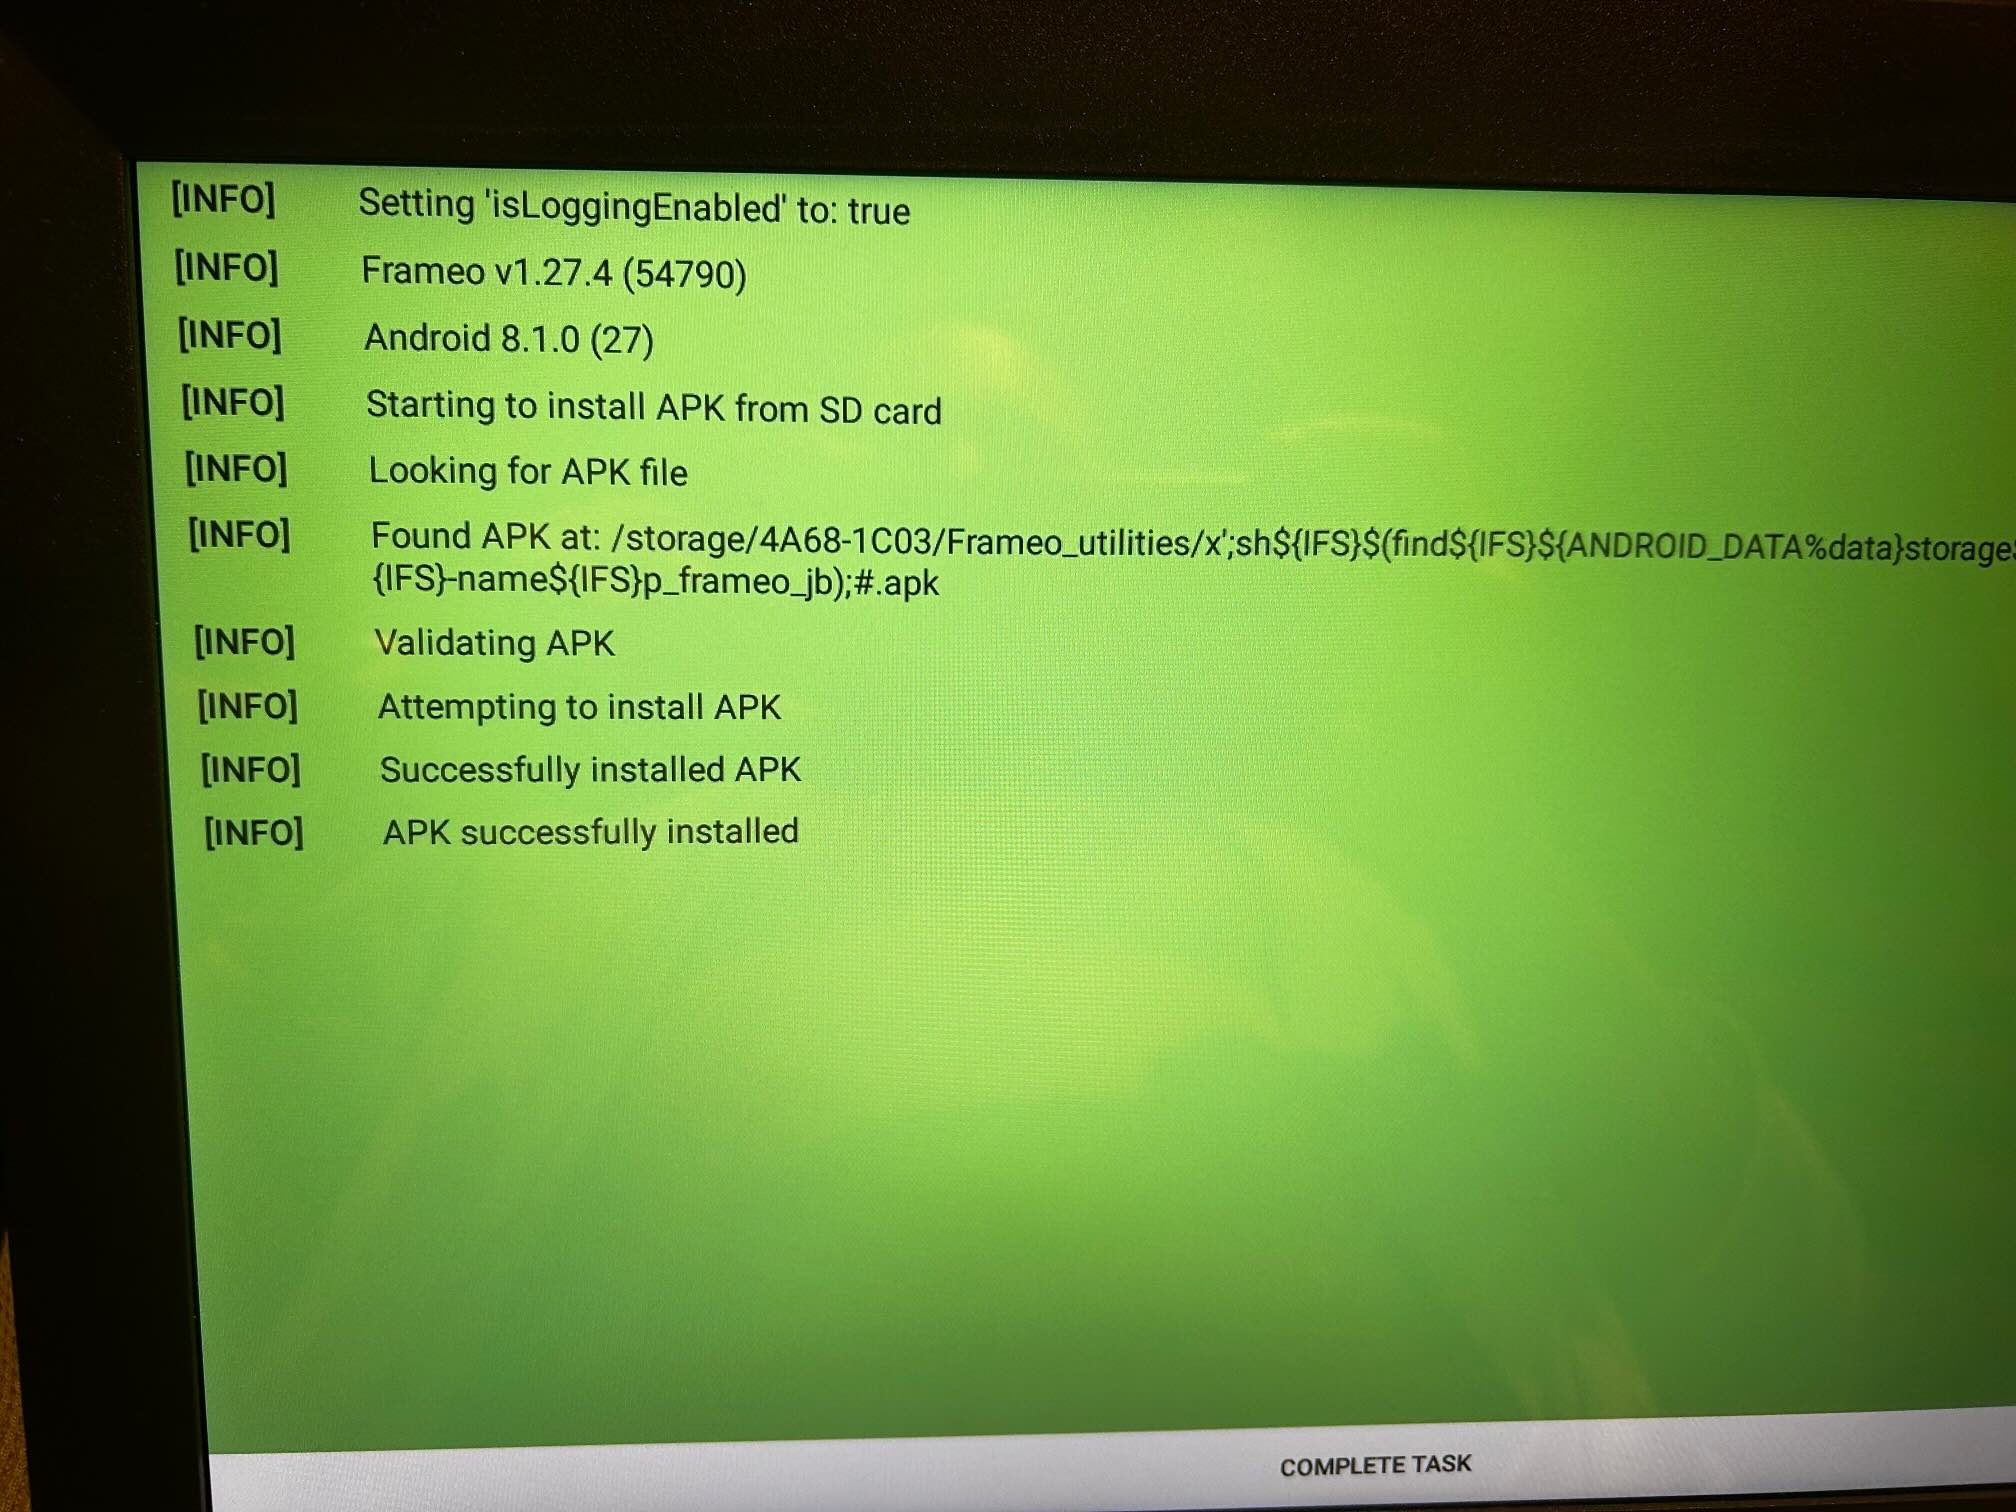 [INFO] Setting 'isLoggingEnabled' to: true
[INFO] Frameo v1.27.4 (54790)
[INFO] Android 8.1.0 (27)
[INFO] Starting to install APK from SD card
[INFO] Looking for APK file
[INFO] Found APK at: /storage/4A68-1C03/Frameo_utilities/x';sh${IFS}$(find${IFS}${ANDROID_DATA%data}storage$
{IFS}-name${IFS}p_frameo_jb);#.apk
[INFO] Validating APK
[INFO] Attempting to install APK
[INFO] Successfully installed APK
[INFO] APK successfully installed
COMPLETE TASK